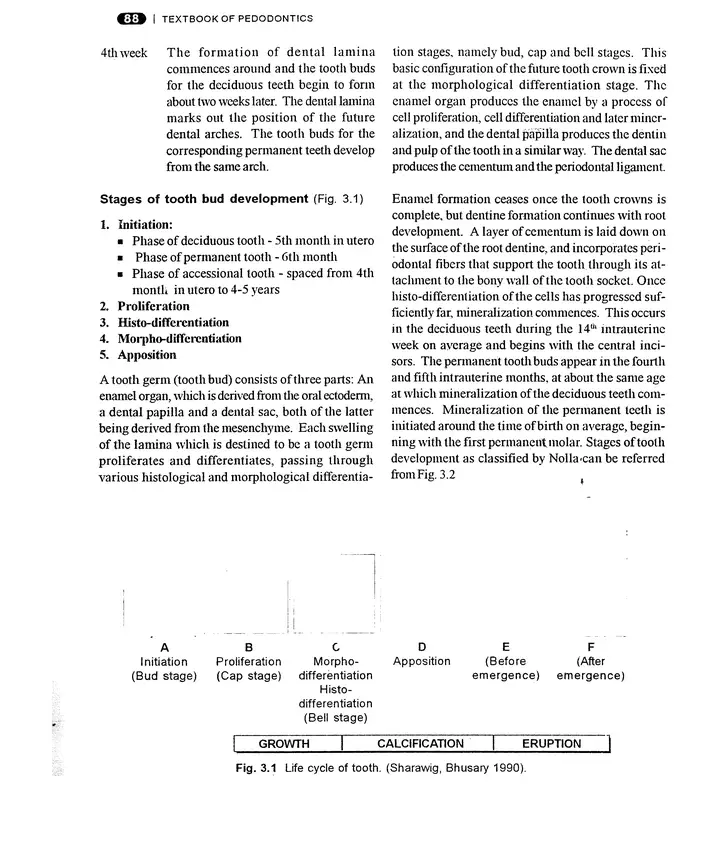 88 | TEXTBOOK OF PEDODONTICS
4th week The formation of dental lamina
commences around and the tooth buds
for the deciduous teeth begin to form
about two weeks later. The dental lamina
marks out the position of the future
dental arches. The tooth buds for the
corresponding permanent teeth develop
from the same arch.
Stages of tooth bud development (Fig. 3.1)
1. Initiation:
▪ Phase of deciduous tooth - 5th month in utero
▪ Phase of permanent tooth - 6th month
▪ Phase of accessional tooth - spaced from 4th
month in utero to 4-5 years
2. Proliferation
3. Histo-differentiation
4. Morpho-differentiation
5. Apposition
A tooth germ (tooth bud) consists of three parts: An
enamel organ, which is derived from the oral ectoderm,
a dental papilla and a dental sac, both of the latter
being derived from the mesenchyme. Each swelling
of the lamina which is destined to be a tooth germ
proliferates and differentiates, passing through
various histological and morphological differentia-
tion stages, namely bud, cap and bell stages. This
basic configuration of the future tooth crown is fixed
at the morphological differentiation stage. The
enamel organ produces the enamel by a process of
cell proliferation, cell differentiation and later miner-
alization, and the dental papilla produces the dentin
and pulp of the tooth in a similar way. The dental sac
produces the cementum and the periodontal ligament.
Enamel formation ceases once the tooth crowns is
complete, but dentine formation continues with root
development. A layer of cementum is laid down on
the surface of the root dentine, and incorporates peri-
odontal fibers that support the tooth through its at-
tachment to the bony wall of the tooth socket. Once
histo-differentiation of the cells has progressed suf-
ficiently far, mineralization commences. This occurs
in the deciduous teeth during the 14th intrauterine
week on average and begins with the central inci-
sors. The permanent tooth buds appear in the fourth
and fifth intrauterine months, at about the same age
at which mineralization of the deciduous teeth com-
mences. Mineralization of the permanent teeth is
initiated around the time of birth on average, begin-
ning with the first permanent molar. Stages of tooth
development as classified by Nolla can be referred
from Fig. 3.2
A B C D E F
Initiation Proliferation Morpho- Apposition (Before (After
(Bud stage) (Cap stage) differentiation emergence) emergence)
Histo-
differentiation
(Bell stage)
GROWTH CALCIFICATION ERUPTION
Fig. 3.1 Life cycle of tooth. (Sharawig, Bhusary 1990).